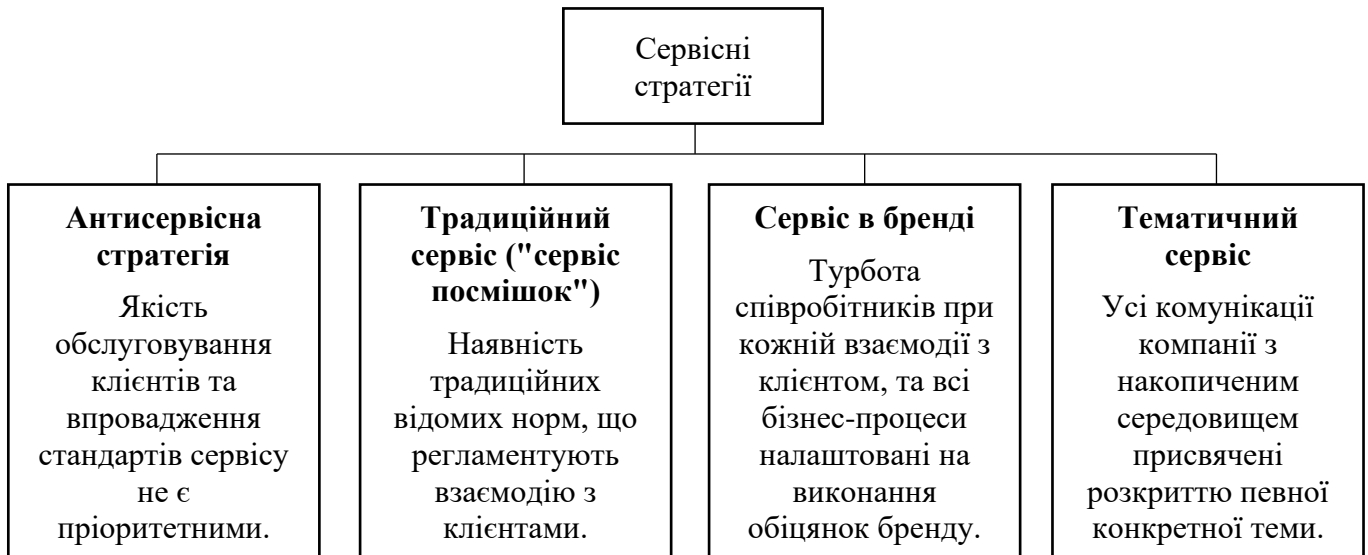 Сервісні
стратегії
Антисервісна
стратегія
Якість
обслуговування
клієнтів та
впровадження
стандартів сервісу
не є
пріоритетними.
Традиційний
сервіс ("сервіс
посмішок")
Наявність
традиційних
відомих норм, що
регламентують
взаємодію з
клієнтами.
Сервіс в бренді
Турбота
співробітників при
кожній взаємодії з
клієнтом, та всі
бізнес-процеси
налаштовані на
виконання
обіцянок бренду.
Тематичний
сервіс
Усі комунікації
компанії з
накопиченим
середовищем
присвячені
розкриттю певної
конкретної теми.